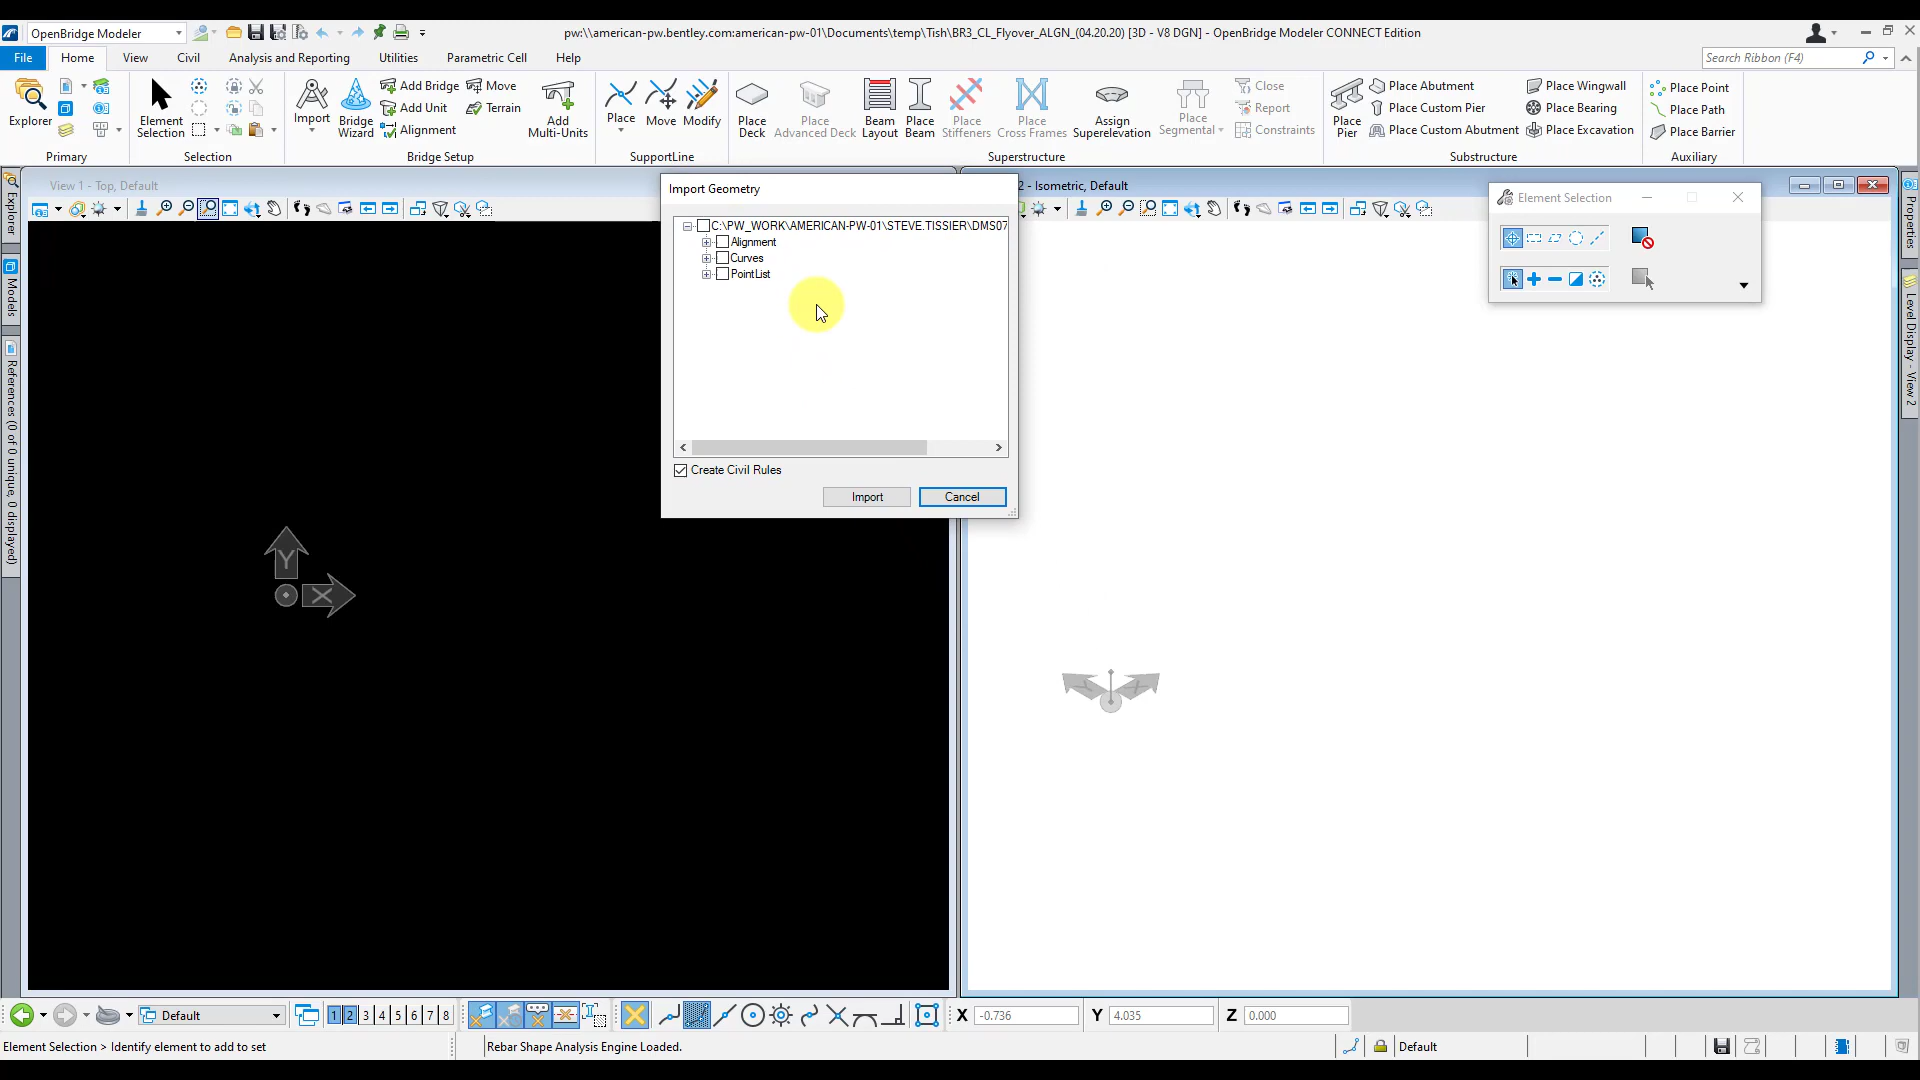 OpenBridge Modeler
pw:\\american-pw.bentley.com:american-pw-01\Documents\temp\Tish\BR3_CL_Flyover_ALGN_(04.20.20) [3D - V8 DGN] - OpenBridge Modeler CONNECT Edition
File Home View Civil Analysis and Reporting Utilities Parametric Cell Help
Search Ribbon (F4)
Explorer
Primary
Element Selection
Selection
Import
Bridge Wizard
Add Bridge
Add Unit
Alignment
Move
Terrain
Add Multi-Units
Bridge Setup
Place
Move
Modify
SupportLine
Place Deck
Place Advanced Deck
Beam Layout
Place Beam
Place Stiffeners
Place Cross Frames
Assign Superelevation
Place Segmental
Close
Report
Constraints
Superstructure
Place Pier
Place Abutment
Place Custom Pier
Place Custom Abutment
Place Wingwall
Place Bearing
Place Excavation
Substructure
Place Point
Place Path
Place Barrier
Auxiliary
View 1 - Top, Default
2 - Isometric, Default
Explorer
Models
References (0 of 0 unique, 0 displayed)
Import Geometry
C:\PW_WORK\AMERICAN-PW-01\STEVE.TISSIER\DMS07
Alignment
Curves
PointList
Create Civil Rules
Import
Cancel
Element Selection
Properties
Level Display - View 2
Y
X
Default
1 2 3 4 5 6 7 8
X -0.736
Y 4.035
Z 0.000
Element Selection > Identify element to add to set
Rebar Shape Analysis Engine Loaded.
Default